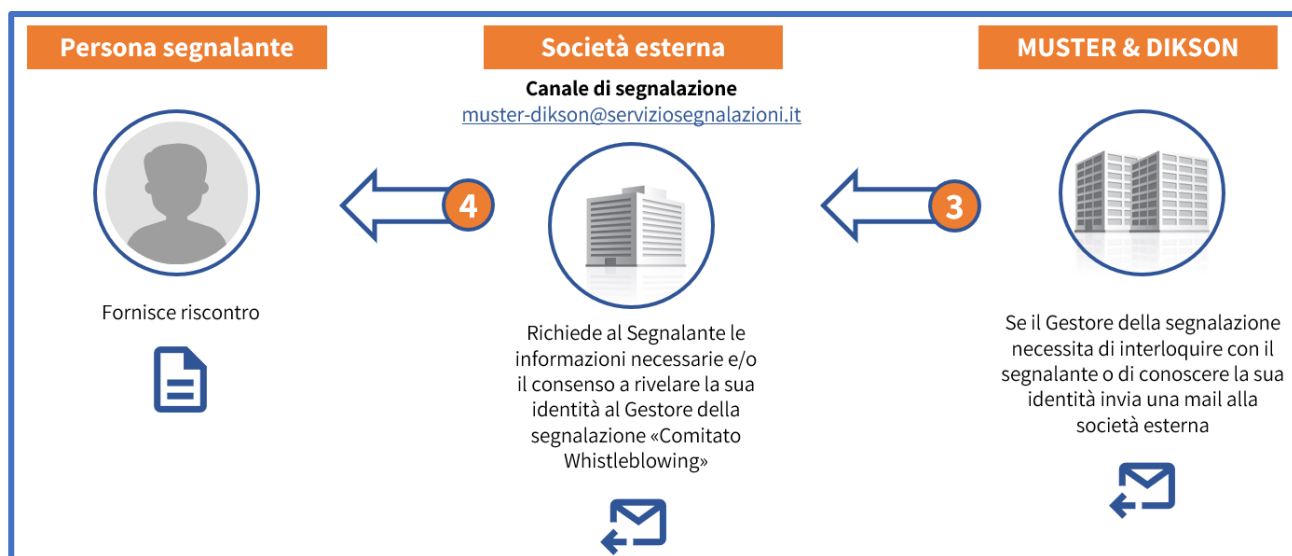 Persona segnalante
Società esterna
MUSTER & DIKSON
Canale di segnalazione
muster-dikson@serviziosegnalazioni.it
4
3
Fornisce riscontro
Richiede al Segnalante le
informazioni necessarie e/o
il consenso a rivelare la sua
identità al Gestore della
segnalazione «Comitato
Whistleblowing»
Se il Gestore della segnalazione
necessita di interloquire con il
segnalante o di conoscere la sua
identità invia una mail alla
società esterna